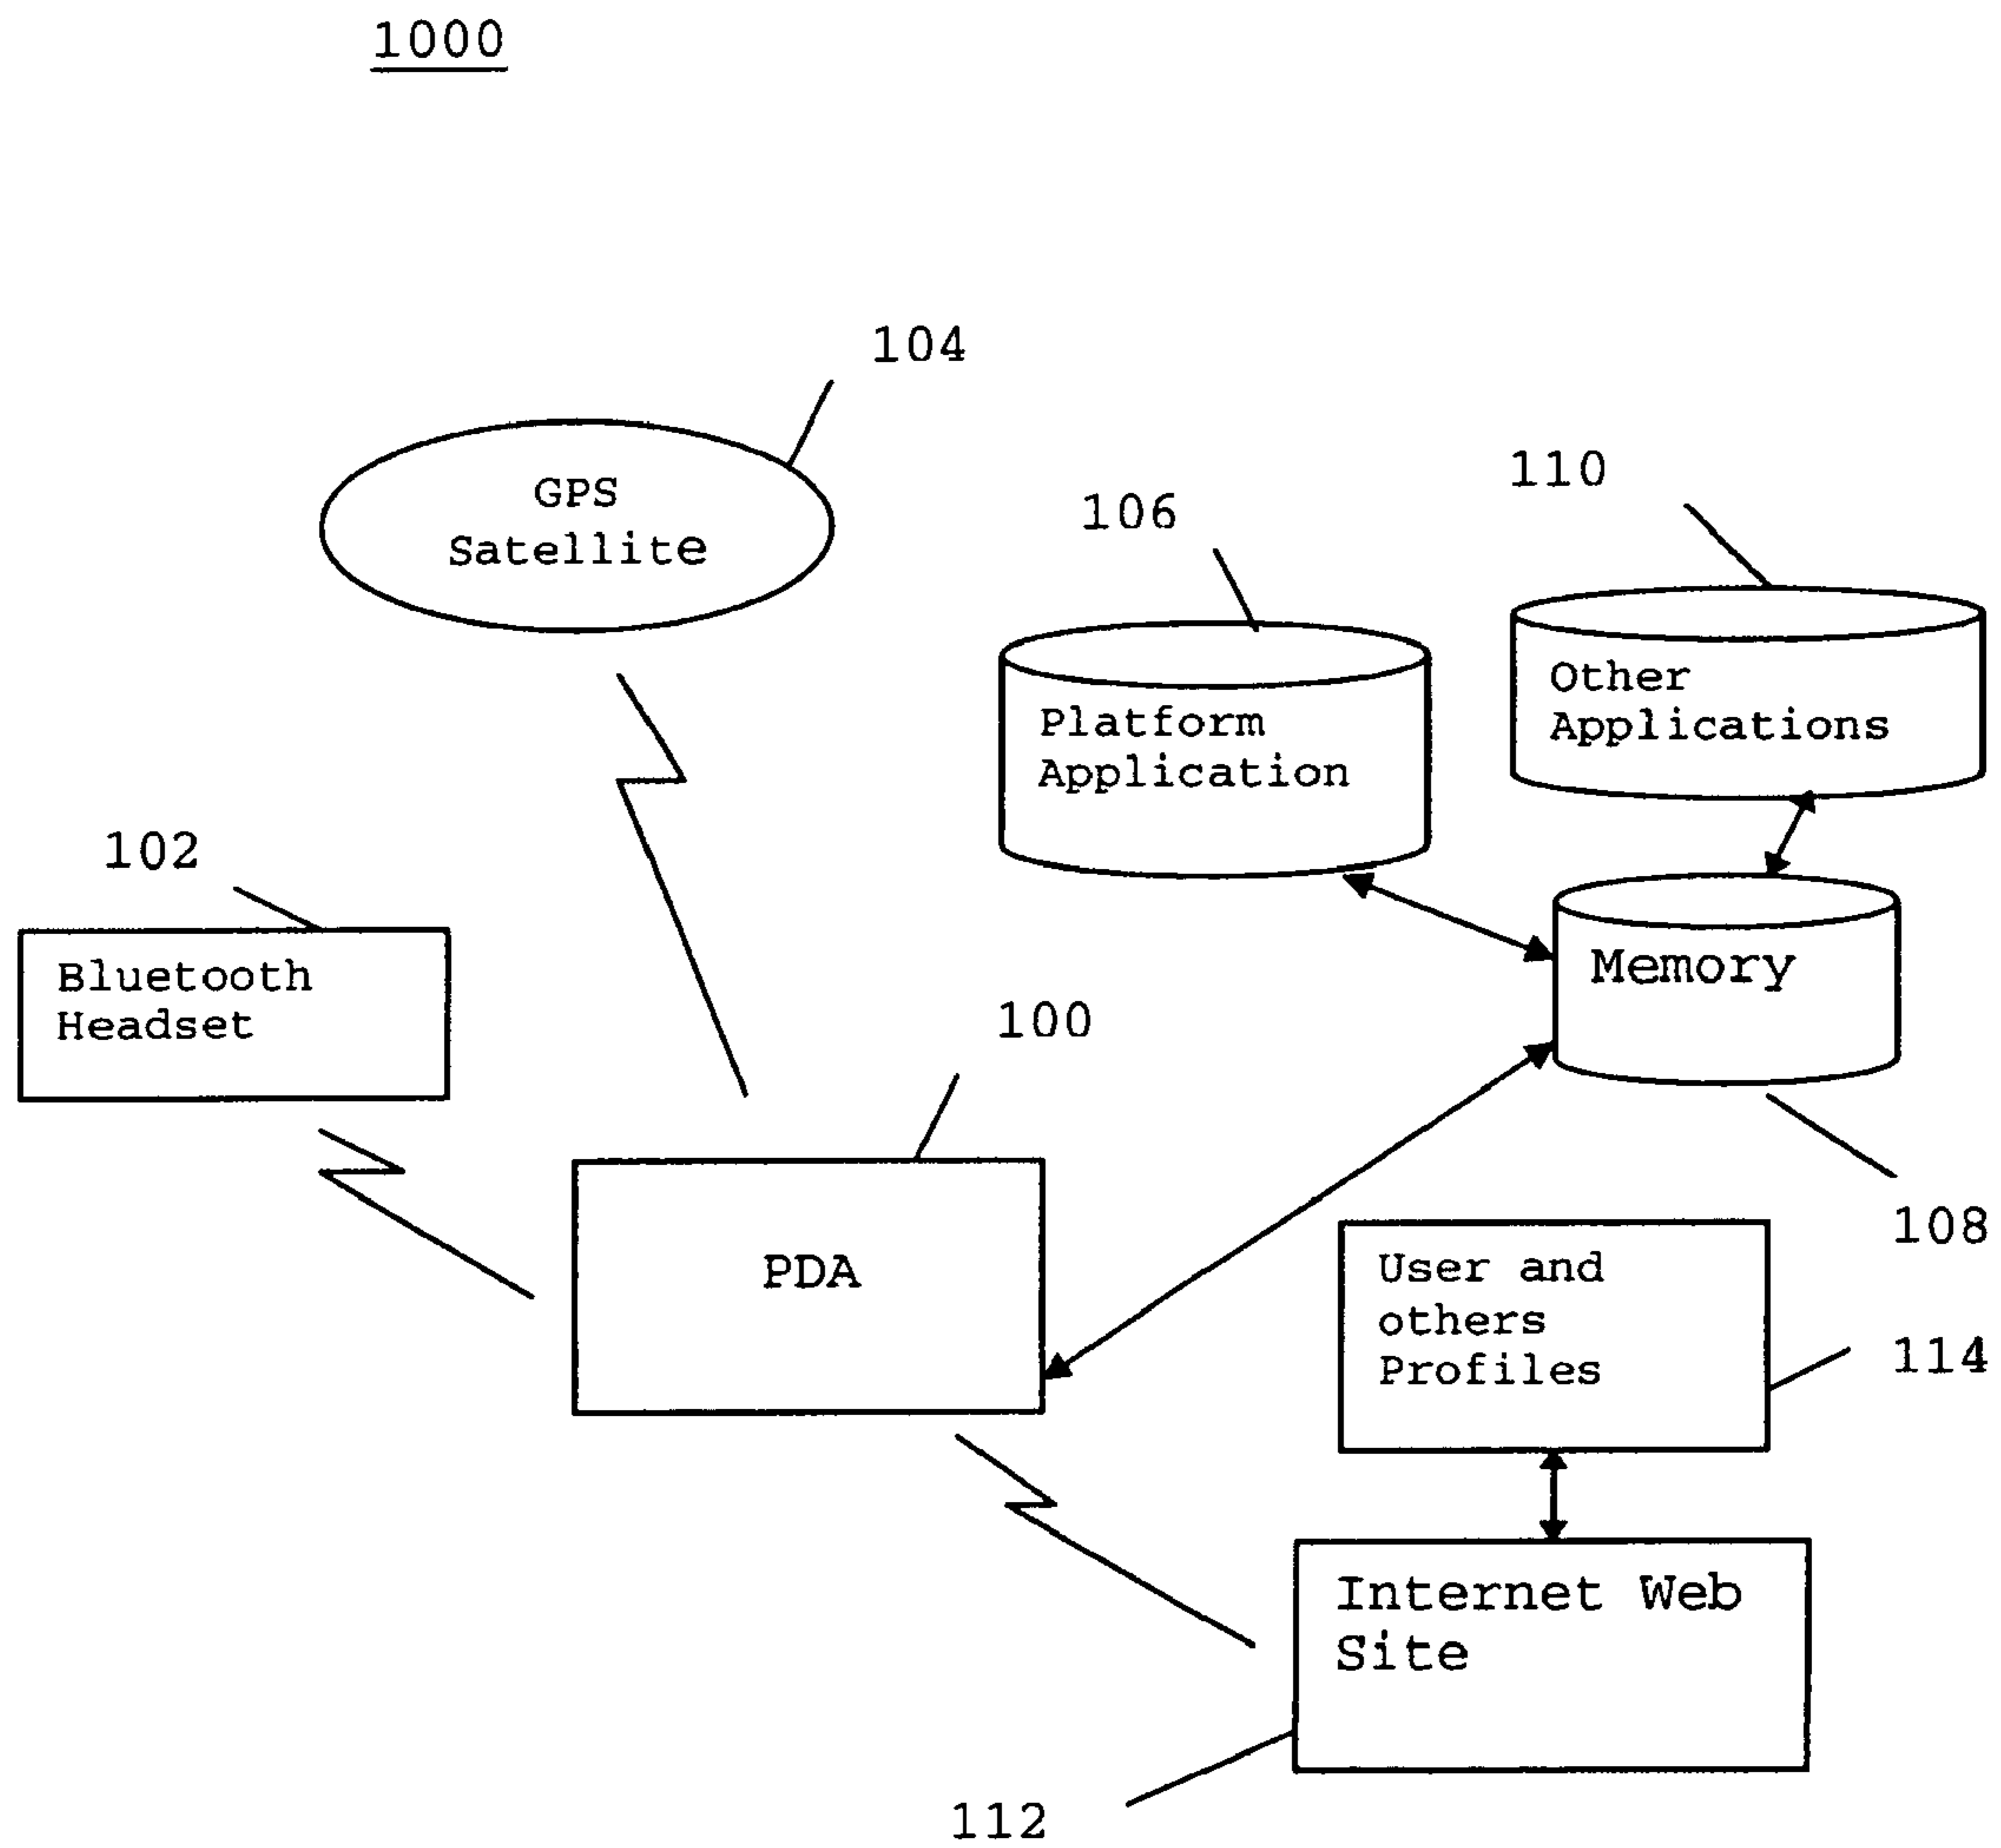 1000
104
GPS
Satellite
110
106
Other
Applications
Platform
Application
102
Bluetooth
Headset
Memory
100
108
PDA
User and
others
Profiles
114
Internet Web
Site
112